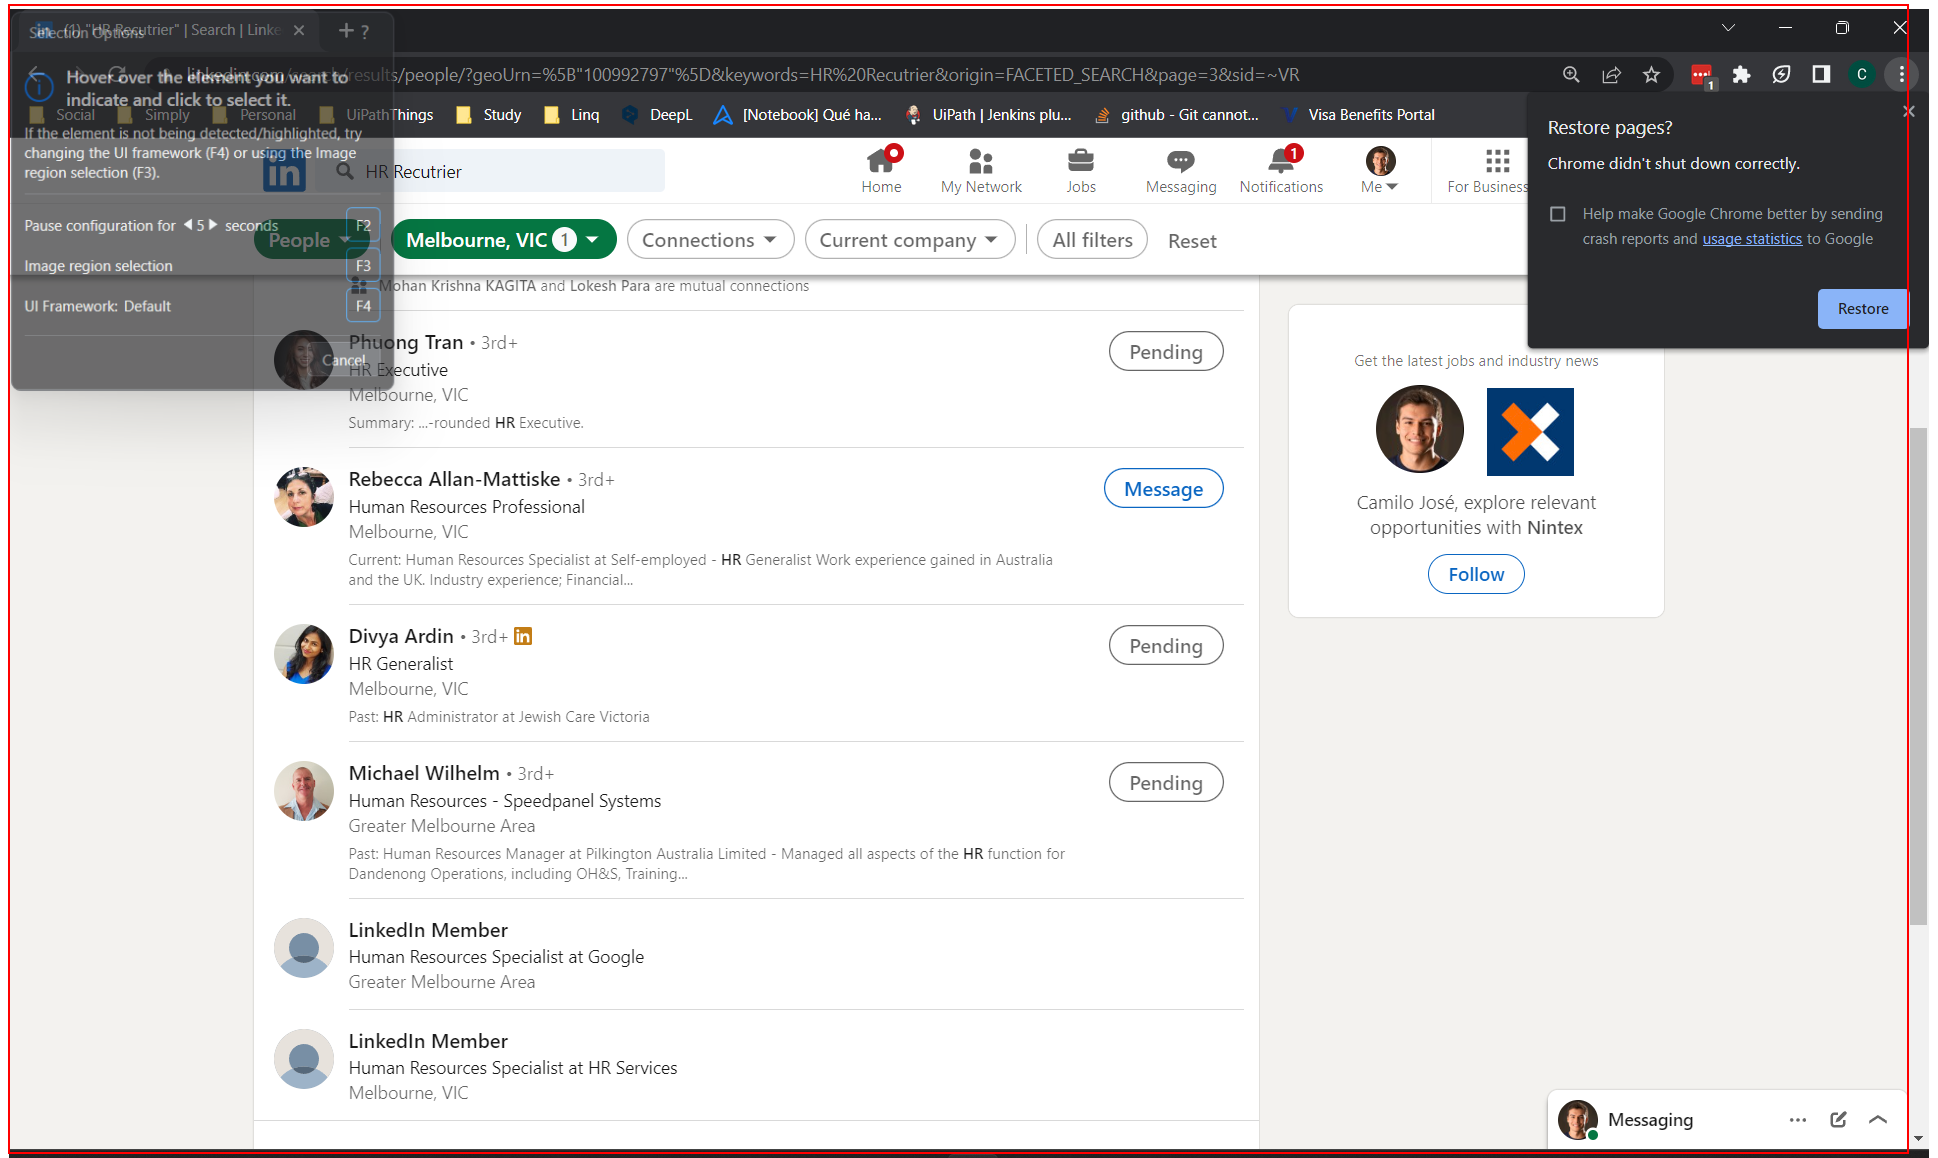 Selection Options
(1) "HR Recutrier" | Search | Linke
?
Hover over the element you want to
indicate and click to select it.
linkedin.com/search/results/people/?geoUrn=%5B"100992797"%5D&keywords=HR%20Recutrier&origin=FACETED_SEARCH&page=3&sid=~VR
1
C
Social
Simply
Personal
UiPathThings
Study
Linq
DeepL
[Notebook] Qué ha...
UiPath | Jenkins plu...
github - Git cannot...
Visa Benefits Portal
If the element is not being detected/highlighted, try
changing the UI framework (F4) or using the Image
region selection (F3).
Pause configuration for 5 seconds F2
Image region selection F3
UI Framework: Default F4
Cancel
Restore pages?
Chrome didn't shut down correctly.
Help make Google Chrome better by sending
crash reports and usage statistics to Google
Restore
in
HR Recutrier
Home
My Network
Jobs
Messaging
1
Notifications
Me
For Business
People
Melbourne, VIC 1
Connections
Current company
All filters
Reset
Mohan Krishna KAGITA and Lokesh Para are mutual connections
Phuong Tran • 3rd+
HR Executive
Melbourne, VIC
Summary: ...-rounded HR Executive.
Pending
Rebecca Allan-Mattiske • 3rd+
Human Resources Professional
Melbourne, VIC
Current: Human Resources Specialist at Self-employed - HR Generalist Work experience gained in Australia
and the UK. Industry experience; Financial...
Message
Divya Ardin • 3rd+ in
HR Generalist
Melbourne, VIC
Past: HR Administrator at Jewish Care Victoria
Pending
Michael Wilhelm • 3rd+
Human Resources - Speedpanel Systems
Greater Melbourne Area
Past: Human Resources Manager at Pilkington Australia Limited - Managed all aspects of the HR function for
Dandenong Operations, including OH&S, Training...
Pending
LinkedIn Member
Human Resources Specialist at Google
Greater Melbourne Area
LinkedIn Member
Human Resources Specialist at HR Services
Melbourne, VIC
Get the latest jobs and industry news
Camilo José, explore relevant
opportunities with Nintex
Follow
Messaging